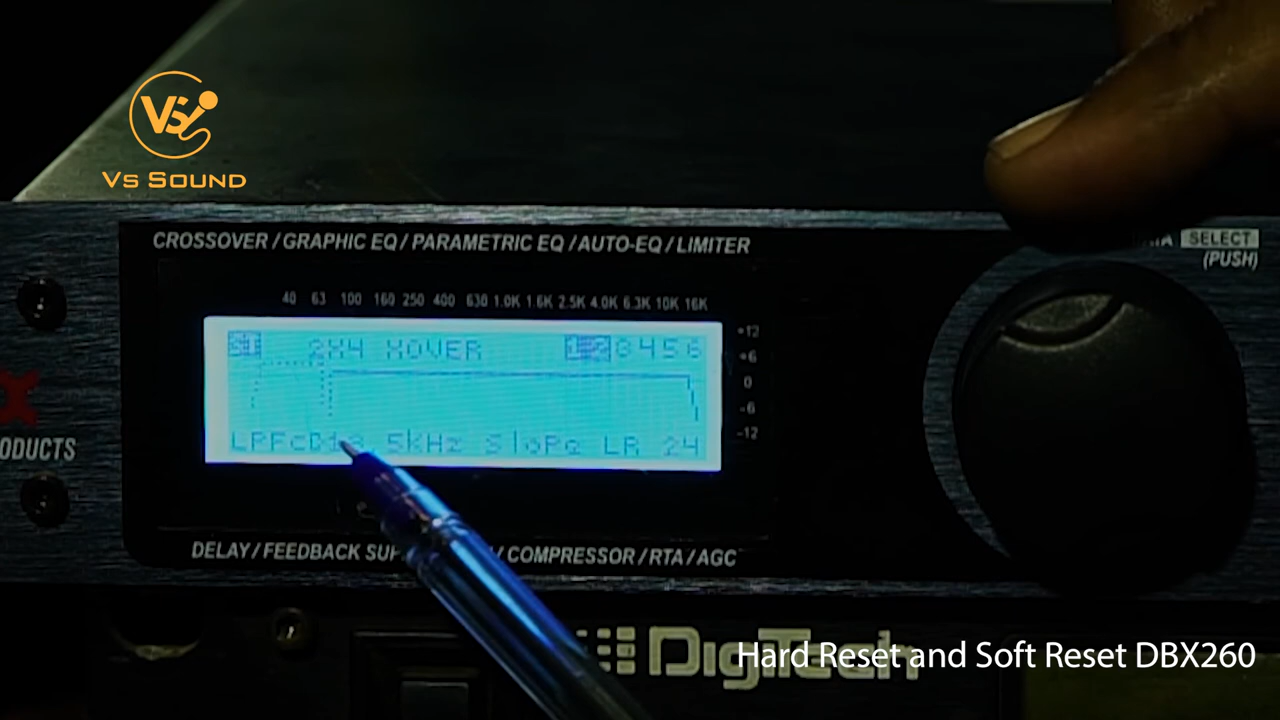 VS
VS SOUND
CROSSOVER / GRAPHIC EQ / PARAMETRIC EQ / AUTO-EQ / LIMITER
SELECT
(PUSH)
40 63 100 160 250 400 630 1.0K 1.6K 2.5K 4.0K 6.3K 10K 16K
2X4 XOVER 3456
+12
+6
0
-6
-12
5kHz Slope LR 24
DELAY / FEEDBACK / COMPRESSOR / RTA / AGC
DIGITECH
Hard Reset and Soft Reset DBX260